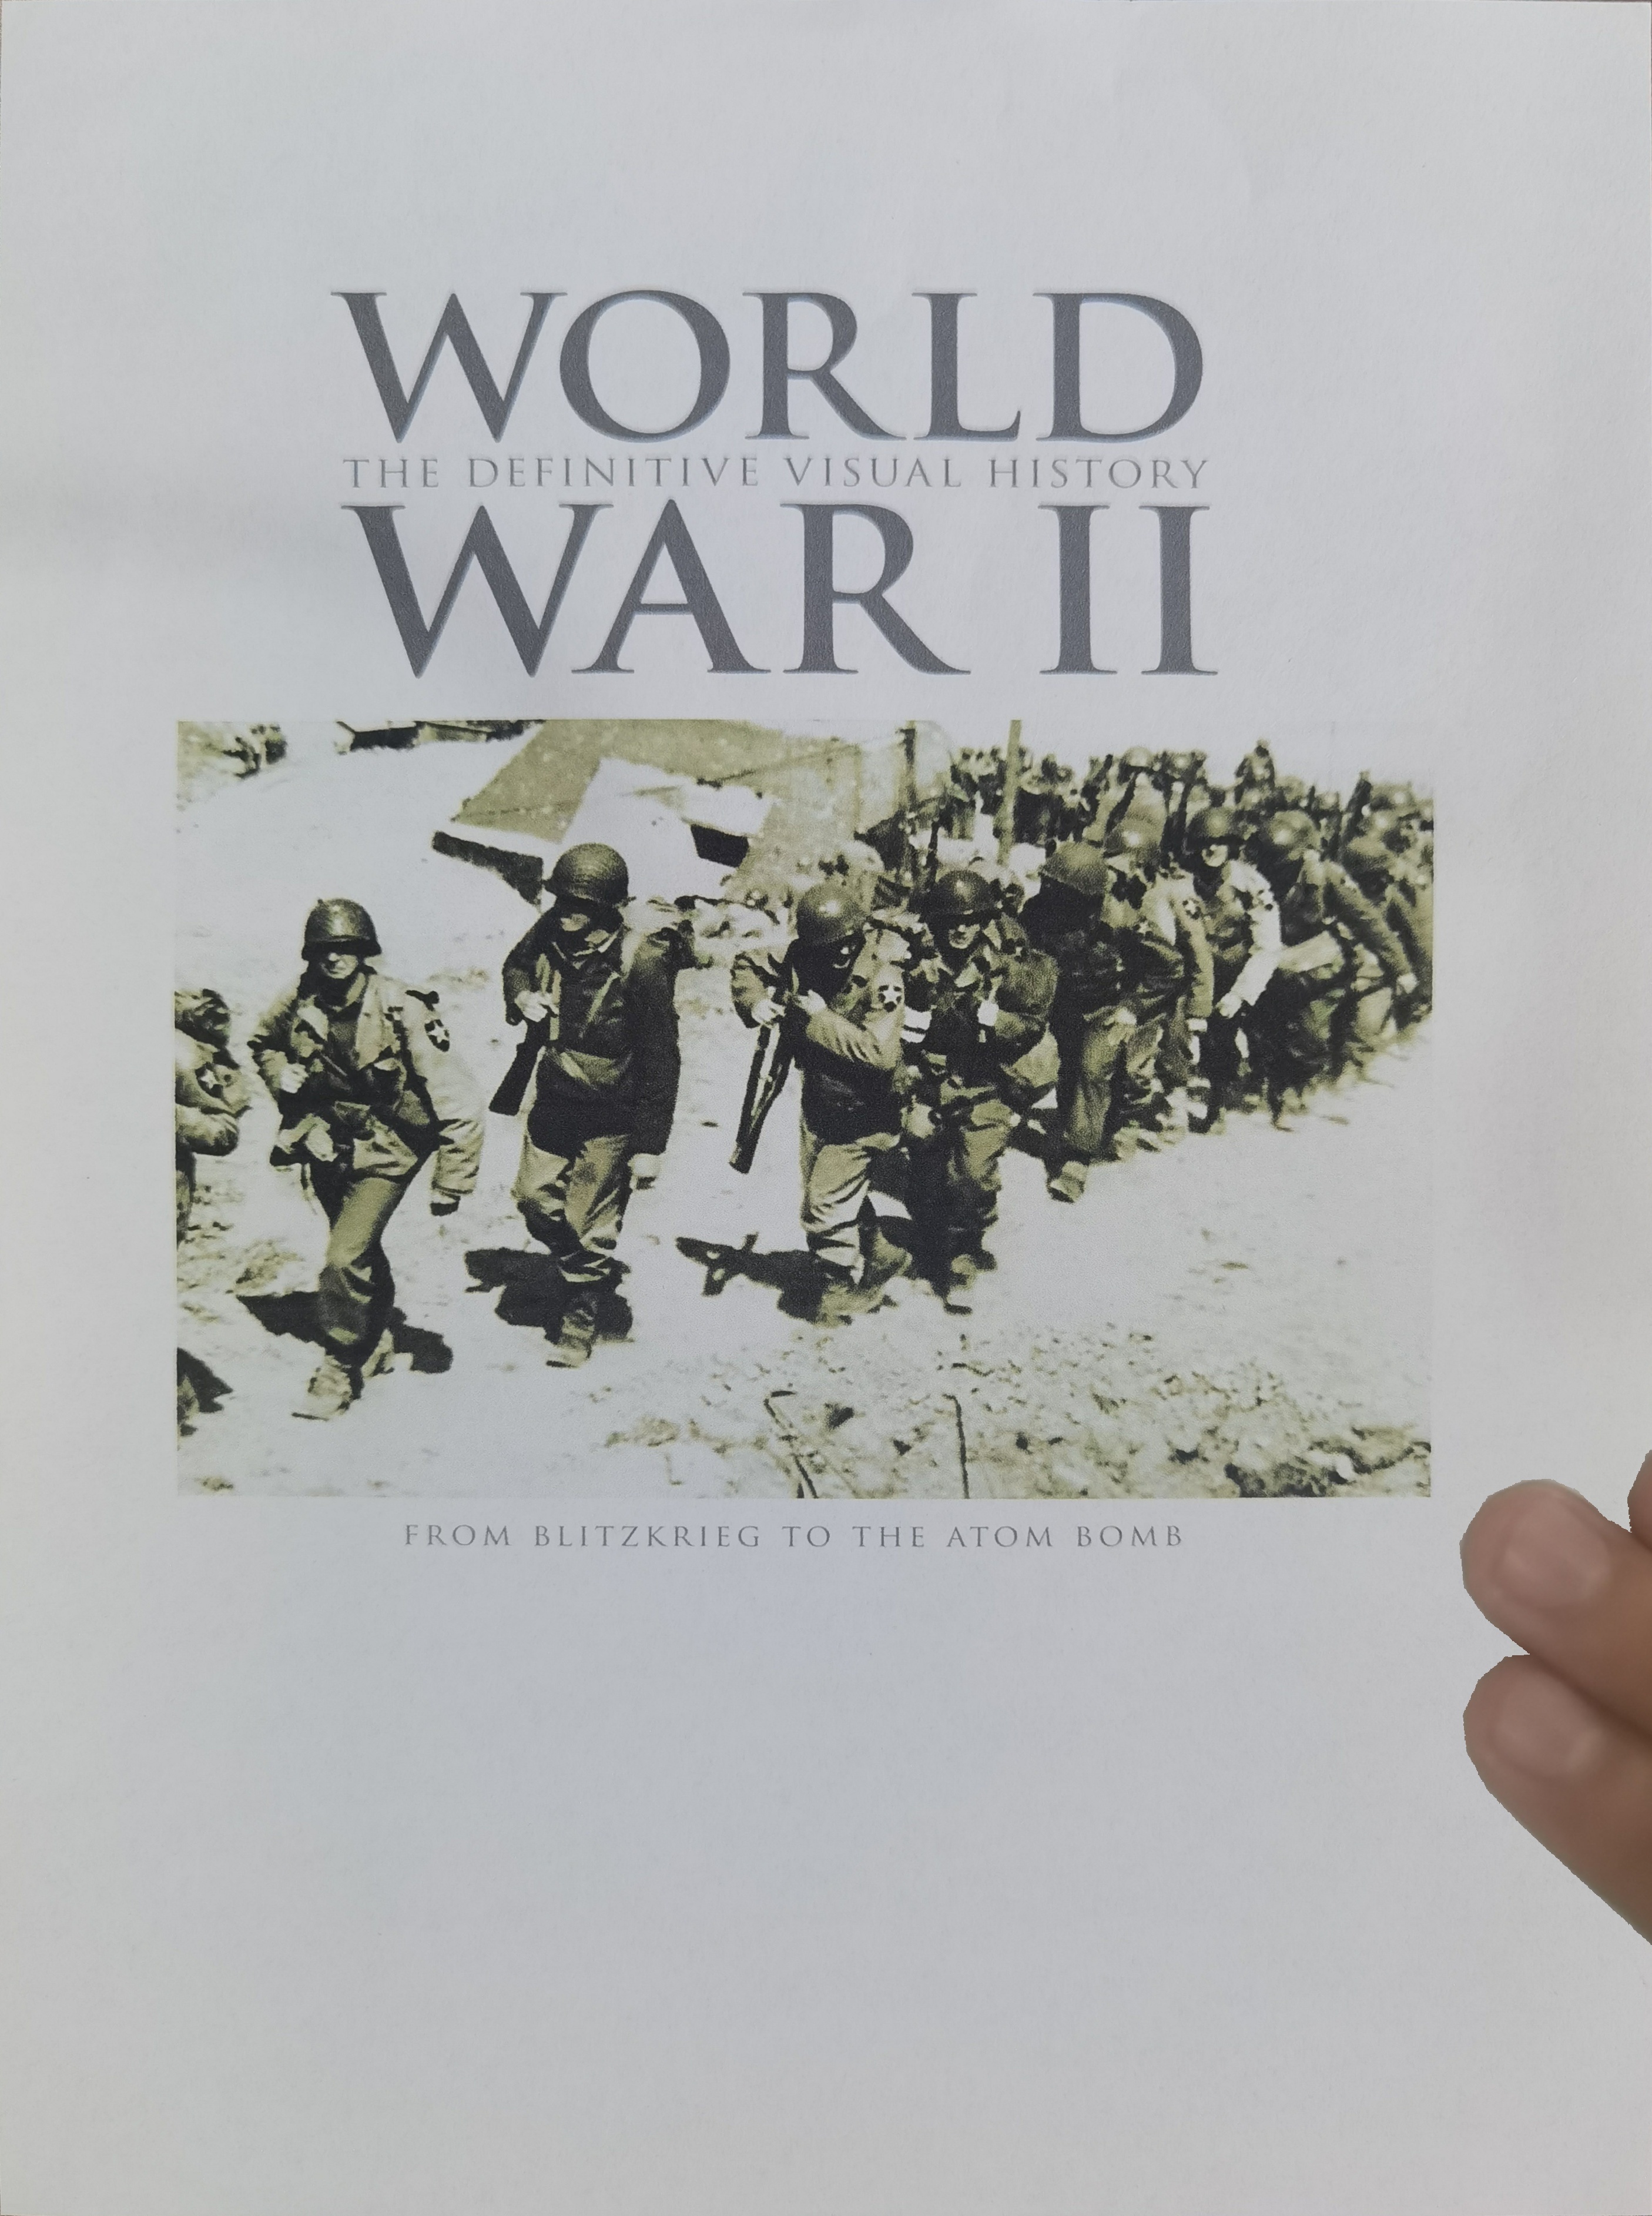 WORLD
THE DEFINITIVE VISUAL HISTORY
WAR II
FROM BLITZKRIEG TO THE ATOM BOMB